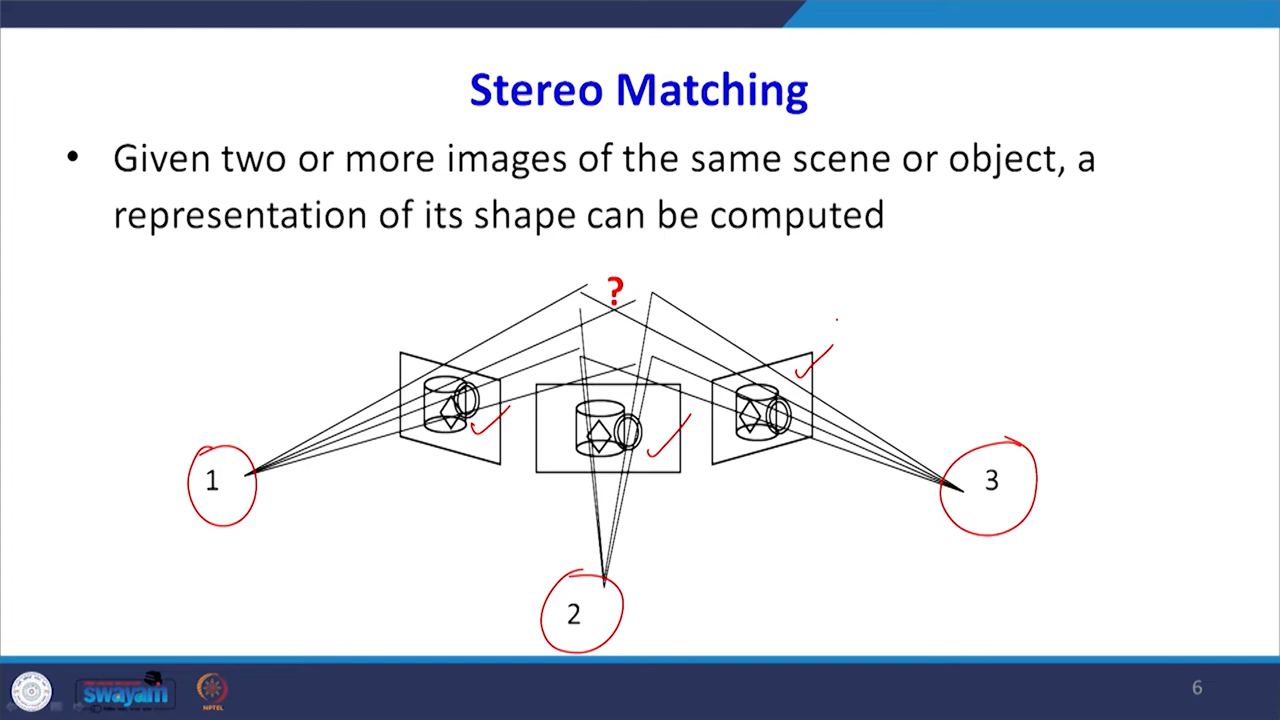 Stereo Matching
• Given two or more images of the same scene or object, a
representation of its shape can be computed
?
1
3
2
swayam
NPTEL
6